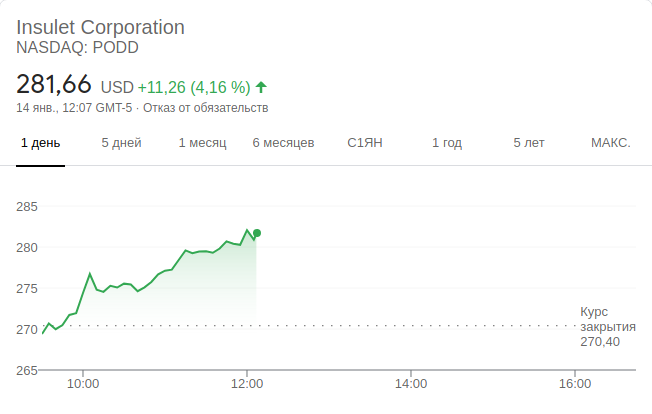 Insulet Corporation
NASDAQ: PODD
281,66 USD +11,26 (4,16 %)
14 янв., 12:07 GMT-5 · Отказ от обязательств
1 день 5 дней 1 месяц 6 месяцев С1ЯН 1 год 5 лет МАКС.
285
280
275
270
265
Курс
закрытия
270,40
10:00 12:00 14:00 16:00